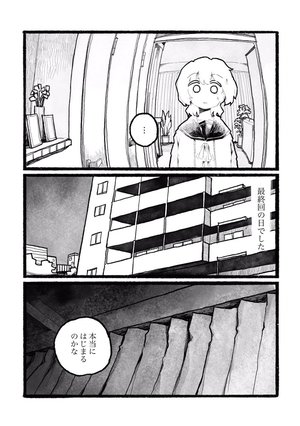 …
最終回の日でした
本当に
はじまる
のかな